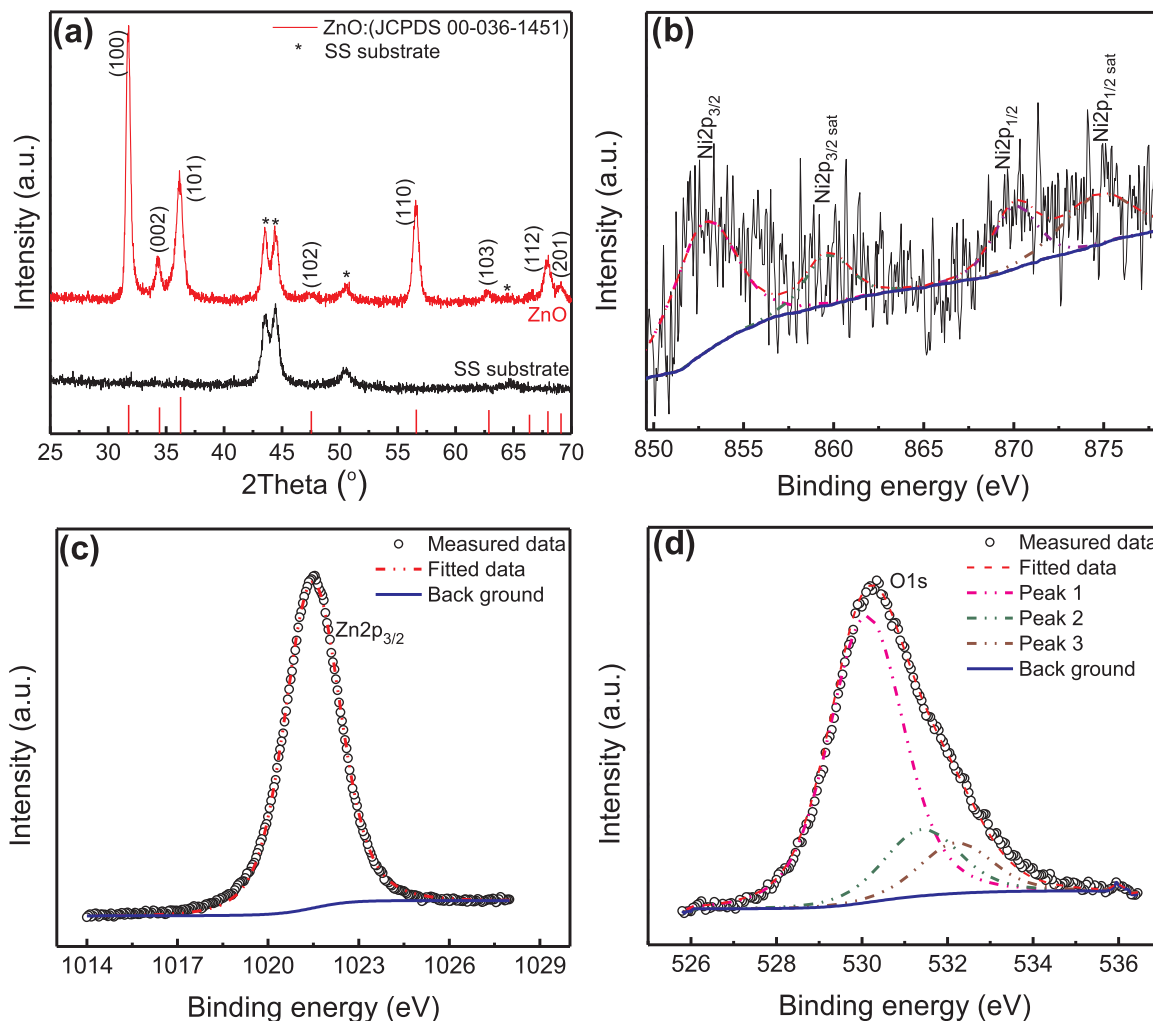 (a)
ZnO:(JCPDS 00-036-1451)
* SS substrate
(100)
(002)
(101)
**
(102)
*
(110)
(103)
*
(112)
(201)
ZnO
SS substrate
Intensity (a.u.)
25 30 35 40 45 50 55 60 65 70
2Theta (°)
(b)
Ni2p3/2
Ni2p3/2 sat
Ni2p1/2
Ni2p1/2 sat
Intensity (a.u.)
850 855 860 865 870 875
Binding energy (eV)
(c)
Measured data
Fitted data
Back ground
Zn2p3/2
Intensity (a.u.)
1014 1017 1020 1023 1026 1029
Binding energy (eV)
(d)
Measured data
Fitted data
Peak 1
Peak 2
Peak 3
Back ground
O1s
Intensity (a.u.)
526 528 530 532 534 536
Binding energy (eV)